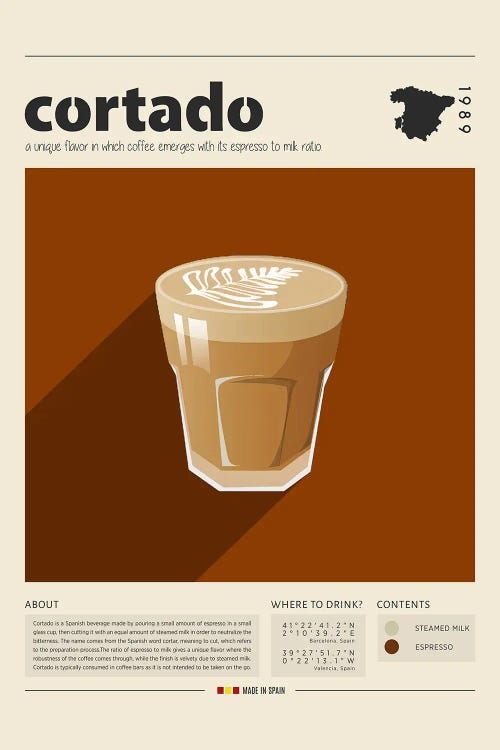 cortado
1989
a unique flavor in which coffee emerges with its espresso to milk ratio.
ABOUT
Cortado is a Spanish beverage made by pouring a small amount of espresso in a small
glass cup, then cutting it with an equal amount of steamed milk in order to neutralize the
bitterness. The name comes from the Spanish word cortar, meaning to cut, which refers
to the preparation process.The ratio of espresso to milk gives a unique flavor where the
robustness of the coffee comes through, while the finish is velvety due to steamed milk.
Cortado is typically consumed in coffee bars as it is not intended to be taken on the go.
WHERE TO DRINK?
41°22'41.2"N
2°10'39.2"E
Barcelona, Spain
39°27'51.7"N
0°22'13.1"W
Valencia, Spain
CONTENTS
STEAMED MILK
ESPRESSO
MADE IN SPAIN